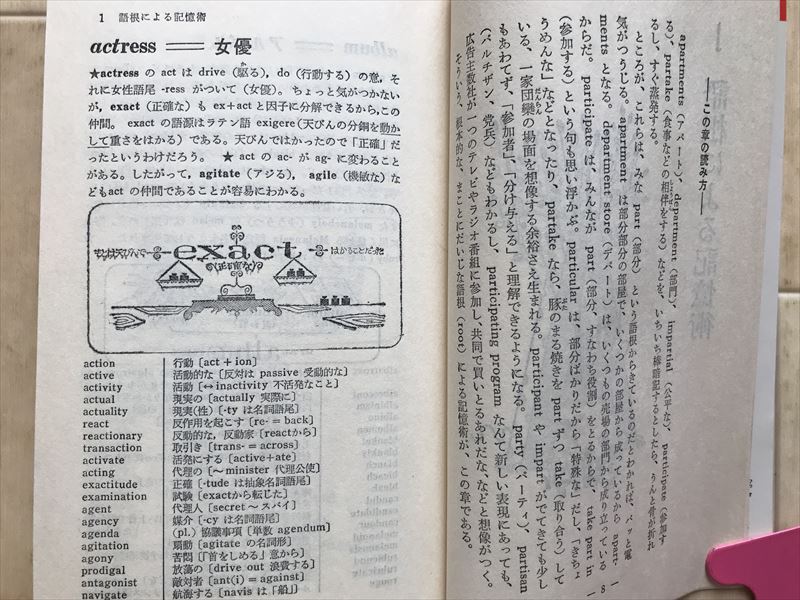 1 語根による記憶術
actress ＝ 女優
★actress の act は drive（駆る），do（行動する）の意，そ
れに女性語尾 -ress がついて〈女優〉。ちょっと気がつかない
が，exact（正確な）も ex+act と因子に分解できるから，この
仲間。 exact の語源はラテン語 exigere(天びんの分銅を動か
して重さをはかる）である。天びんではかったので「正確」だ
ったというわけだろう。 ★ act の ac- が ag- に変わること
がある。したがって，agitate（アジる），agile（機敏な）な
どもact の仲間であることが容易にわかる。
exact
(正確な)
はかることだった
action 行動〔act + ion〕
active 活動的な〔反対は passive 受動的な〕
activity 活動〔↔ inactivity 不活発なこと〕
actual 現実の〔actually 実際に〕
actuality 現実(性)〔-ty は名詞語尾〕
react 反作用を起こす〔re- = back〕
reactionary 反動的な，反動家〔reactから〕
transaction 取引き〔trans- = across〕
activate 活発にする〔active+ate〕
acting 代理の〔～minister 代理公使〕
exactitude 正確〔-tude は抽象名詞語尾〕
examination 試験〔exactから転じた〕
agent 代理人〔secret ～ スパイ〕
agency 媒介〔-cy は名詞語尾〕
agenda (pl.) 協議事項〔単数 agendum〕
agitation 扇動〔agitate の名詞形〕
agony 苦悶〔「首をしめる」意から〕
prodigal 放蕩の〔drive out 浪費する〕
antagonist 敵対者〔ant(i) = against〕
navigate 航海する〔navis は「船」〕
――この章の読み方――
apartments（アパート），department（部門），impartial（公平な），participate（参加す
る），partake（食事などの相伴をする）などを、いちいち棒暗記するとしたら、うんと骨が折れ
るし、すぐ蒸発する。
ところが、これらは、みな part（部分）という語根からきているのだとわかれば、パッと電
気がつうじる。apartment は部分部分の部屋で、いくつかの部屋から成っているから apart-
ments となる。department store（デパート）は、いくつもの売場の部門から成り立っている
からだ。participate は、みんなが part（部分、すなわち役割）をとるからで、take part in
（参加する）という句も思い浮かぶ。particular は、部分ばかりだから「特殊な」だし、「きちょ
うめんな」などとなったり、partake なら、豚のまる焼きを part ずつ take（取り合う）して
いる、一家団欒の場面を想像する余裕さえ生まれる。participant や impart がでてきても少し
もあわてず、「参加者」、「分け与える」と理解できるようになる。party（パーティ）、partisan
（パルチザン、党兵）などもわかるし、participating program なんて新しい表現にあっても、
広告主数社が一つのテレビやラジオ番組に参加し、共同で買いとるあれだな、などと想像がつく。
そういう、根本的な、まことにだいじな語根（root）による記憶術が、この章である。